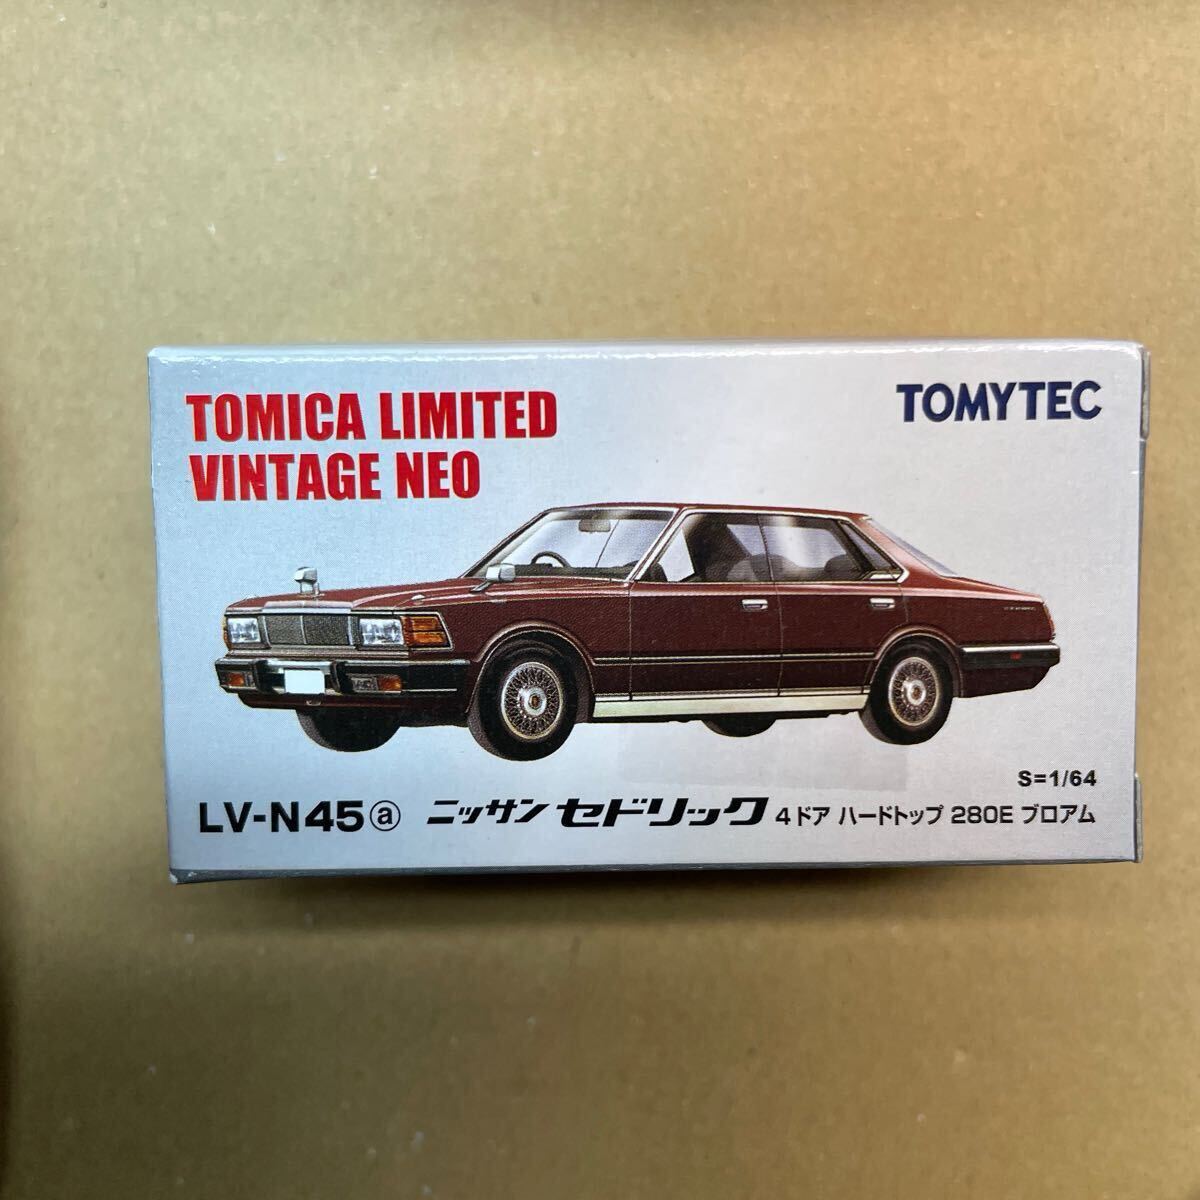 TOMICA LIMITED
VINTAGE NEO
TOMYTEC
S=1/64
LV-N45ⓐ ニッサン セドリック 4ドア ハードトップ 280E ブロアム